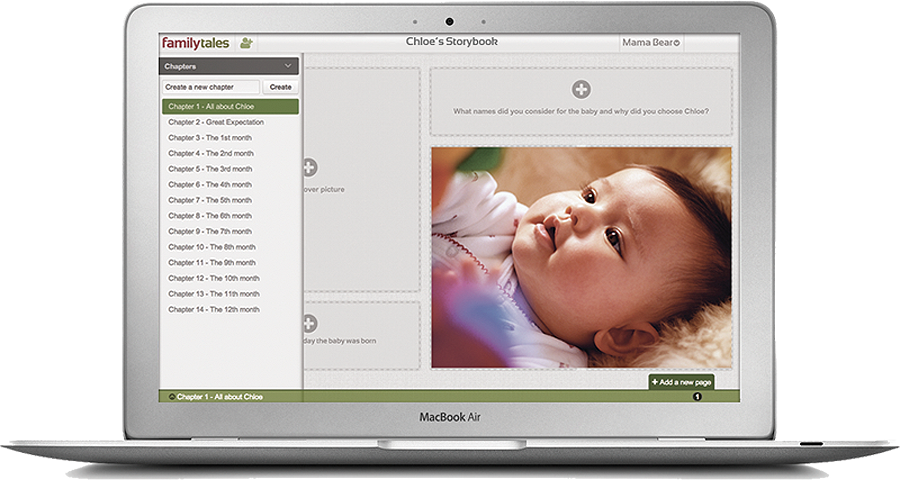 familytales
Chloe's Storybook
Mama Bear
Chapters
Create a new chapter
Create
Chapter 1 - All about Chloe
Chapter 2 - Great Expectation
Chapter 3 - The 1st month
Chapter 4 - The 2nd month
Chapter 5 - The 3rd month
Chapter 6 - The 4th month
Chapter 7 - The 5th month
Chapter 8 - The 6th month
Chapter 9 - The 7th month
Chapter 10 - The 8th month
Chapter 11 - The 9th month
Chapter 12 - The 10th month
Chapter 13 - The 11th month
Chapter 14 - The 12th month
over picture
day the baby was born
What names did you consider for the baby and why did you choose Chloe?
+ Add a new page
Chapter 1 - All about Chloe
1
MacBook Air